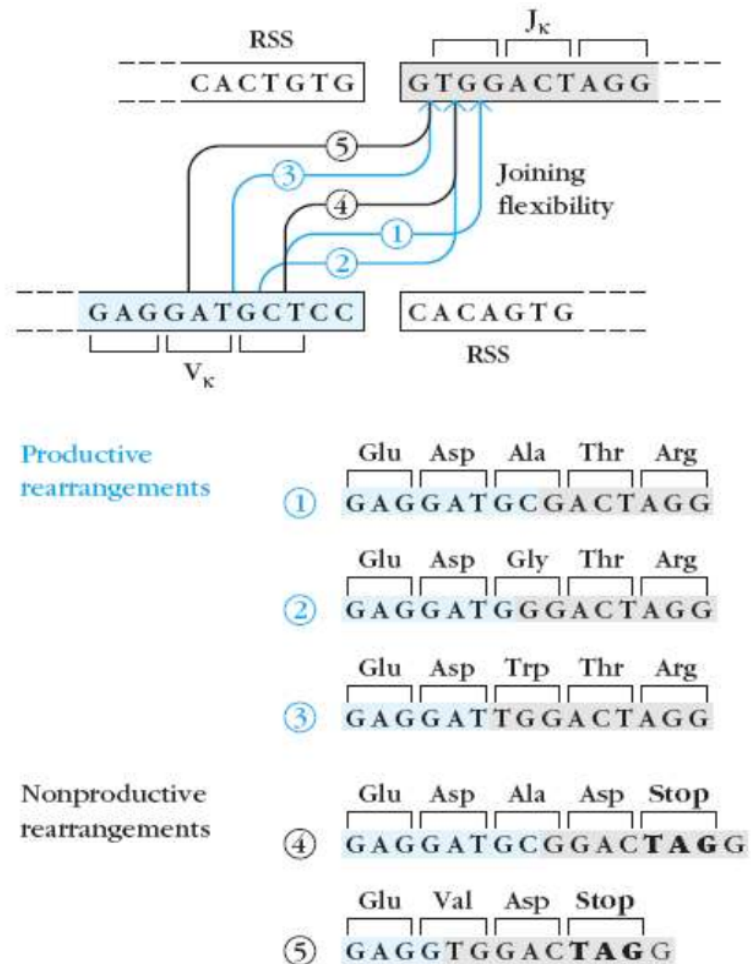 Jκ
RSS
CACTGTG GTGGACTAGG
⑤
③
Joining
④
flexibility
①
②
GAGGATGCTCC CACAGTG
Vκ
RSS
Productive
rearrangements
Glu Asp Ala Thr Arg
① GAGGATGCGACTAGG
Glu Asp Gly Thr Arg
② GAGGATGGGACTAGG
Glu Asp Trp Thr Arg
③ GAGGATTGGACTAGG
Nonproductive
rearrangements
Glu Asp Ala Asp Stop
④ GAGGATGCGGACTAGG
Glu Val Asp Stop
⑤ GAGGTGGACTAGG